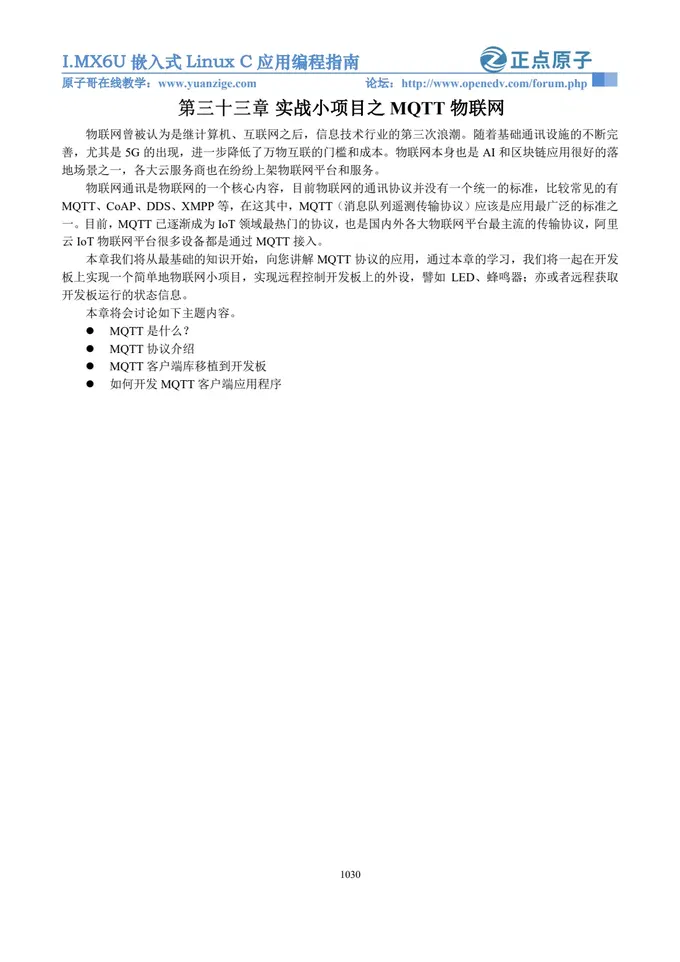 I.MX6U 嵌入式 Linux C 应用编程指南
正点原子
原子哥在线教学：www.yuanzige.com
论坛：http://www.openedv.com/forum.php
第三十三章 实战小项目之 MQTT 物联网
物联网曾被认为是继计算机、互联网之后，信息技术行业的第三次浪潮。随着基础通讯设施的不断完
善，尤其是 5G 的出现，进一步降低了万物互联的门槛和成本。物联网本身也是 AI 和区块链应用很好的落
地场景之一，各大云服务商也在纷纷上架物联网平台和服务。
物联网通讯是物联网的一个核心内容，目前物联网的通讯协议并没有一个统一的标准，比较常见的有
MQTT、CoAP、DDS、XMPP 等，在这其中，MQTT（消息队列遥测传输协议）应该是应用最广泛的标准之
一。目前，MQTT 已逐渐成为 IoT 领域最热门的协议，也是国内外各大物联网平台最主流的传输协议，阿里
云 IoT 物联网平台很多设备都是通过 MQTT 接入。
本章我们将从最基础的知识开始，向您讲解 MQTT 协议的应用，通过本章的学习，我们将一起在开发
板上实现一个简单地物联网小项目，实现远程控制开发板上的外设，譬如 LED、蜂鸣器；亦或者远程获取
开发板运行的状态信息。
本章将会讨论如下主题内容。
● MQTT 是什么？
● MQTT 协议介绍
● MQTT 客户端库移植到开发板
● 如何开发 MQTT 客户端应用程序
1030